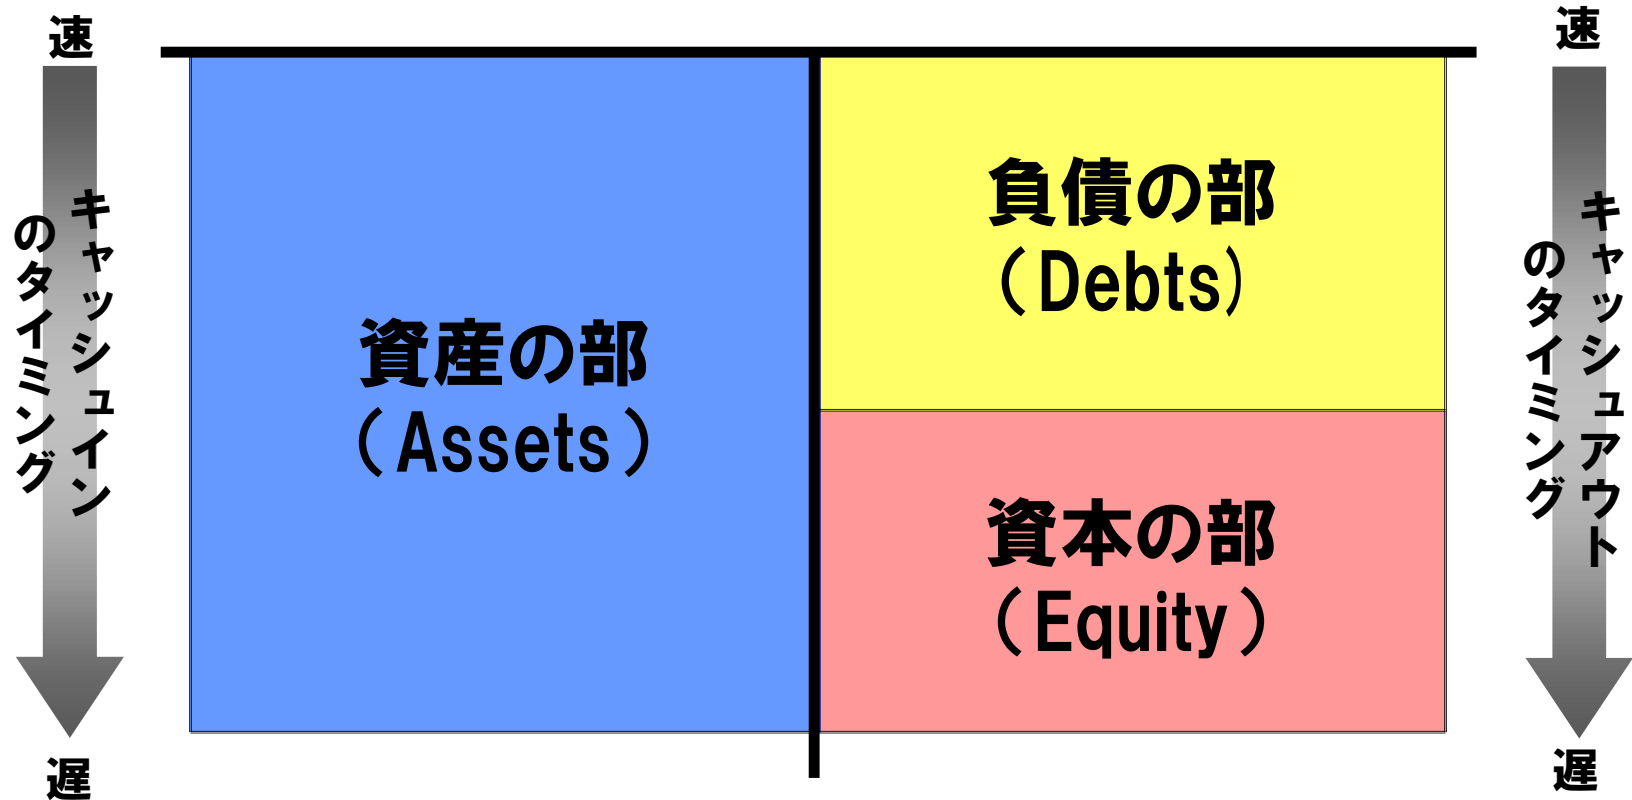 速
キャッシュイン
のタイミング
遅
資産の部
（Assets）
負債の部
（Debts)
資本の部
（Equity）
速
キャッシュアウト
のタイミング
遅